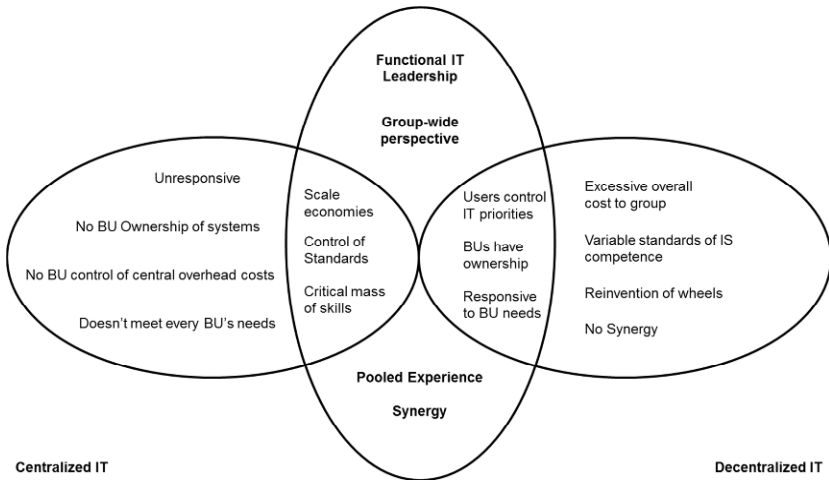 Functional IT
Leadership
Group-wide
perspective
Unresponsive
No BU Ownership of systems
No BU control of central overhead costs
Doesn't meet every BU's needs
Scale
economies
Control of
Standards
Critical mass
of skills
Users control
IT priorities
BUs have
ownership
Responsive
to BU needs
Excessive overall
cost to group
Variable standards of IS
competence
Reinvention of wheels
No Synergy
Pooled Experience
Synergy
Centralized IT
Decentralized IT